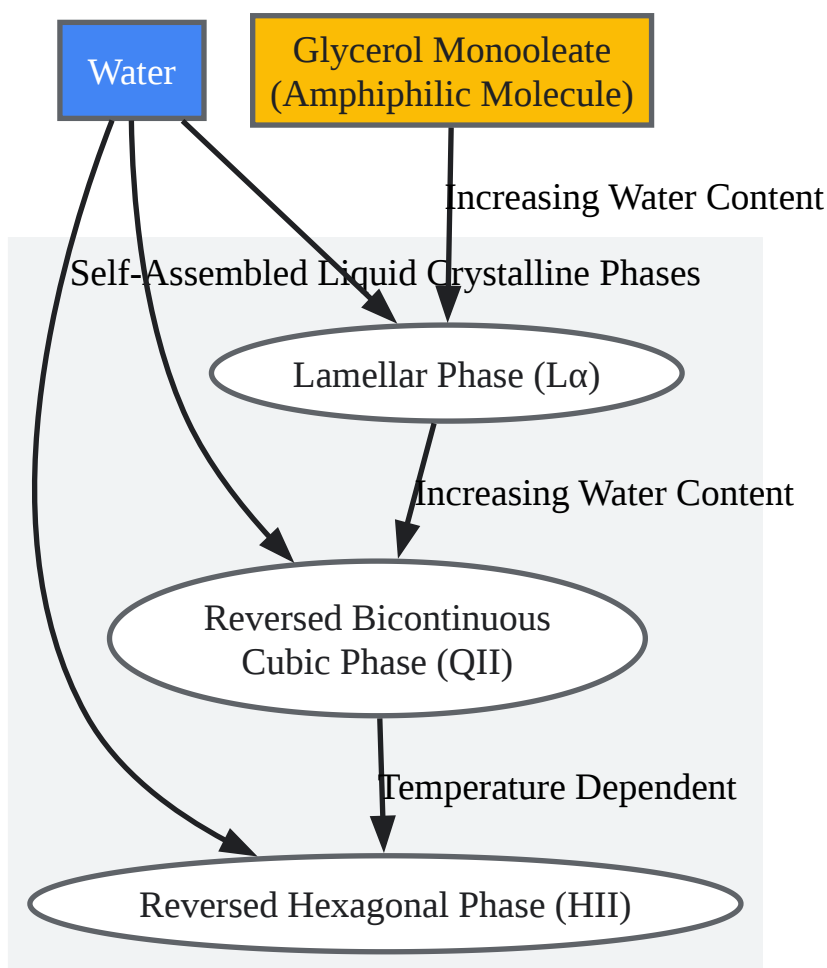 Water
Glycerol Monooleate
(Amphiphilic Molecule)
Increasing Water Content
Self-Assembled Liquid Crystalline Phases
Lamellar Phase (Lα)
Increasing Water Content
Reversed Bicontinuous
Cubic Phase (QII)
Temperature Dependent
Reversed Hexagonal Phase (HII)